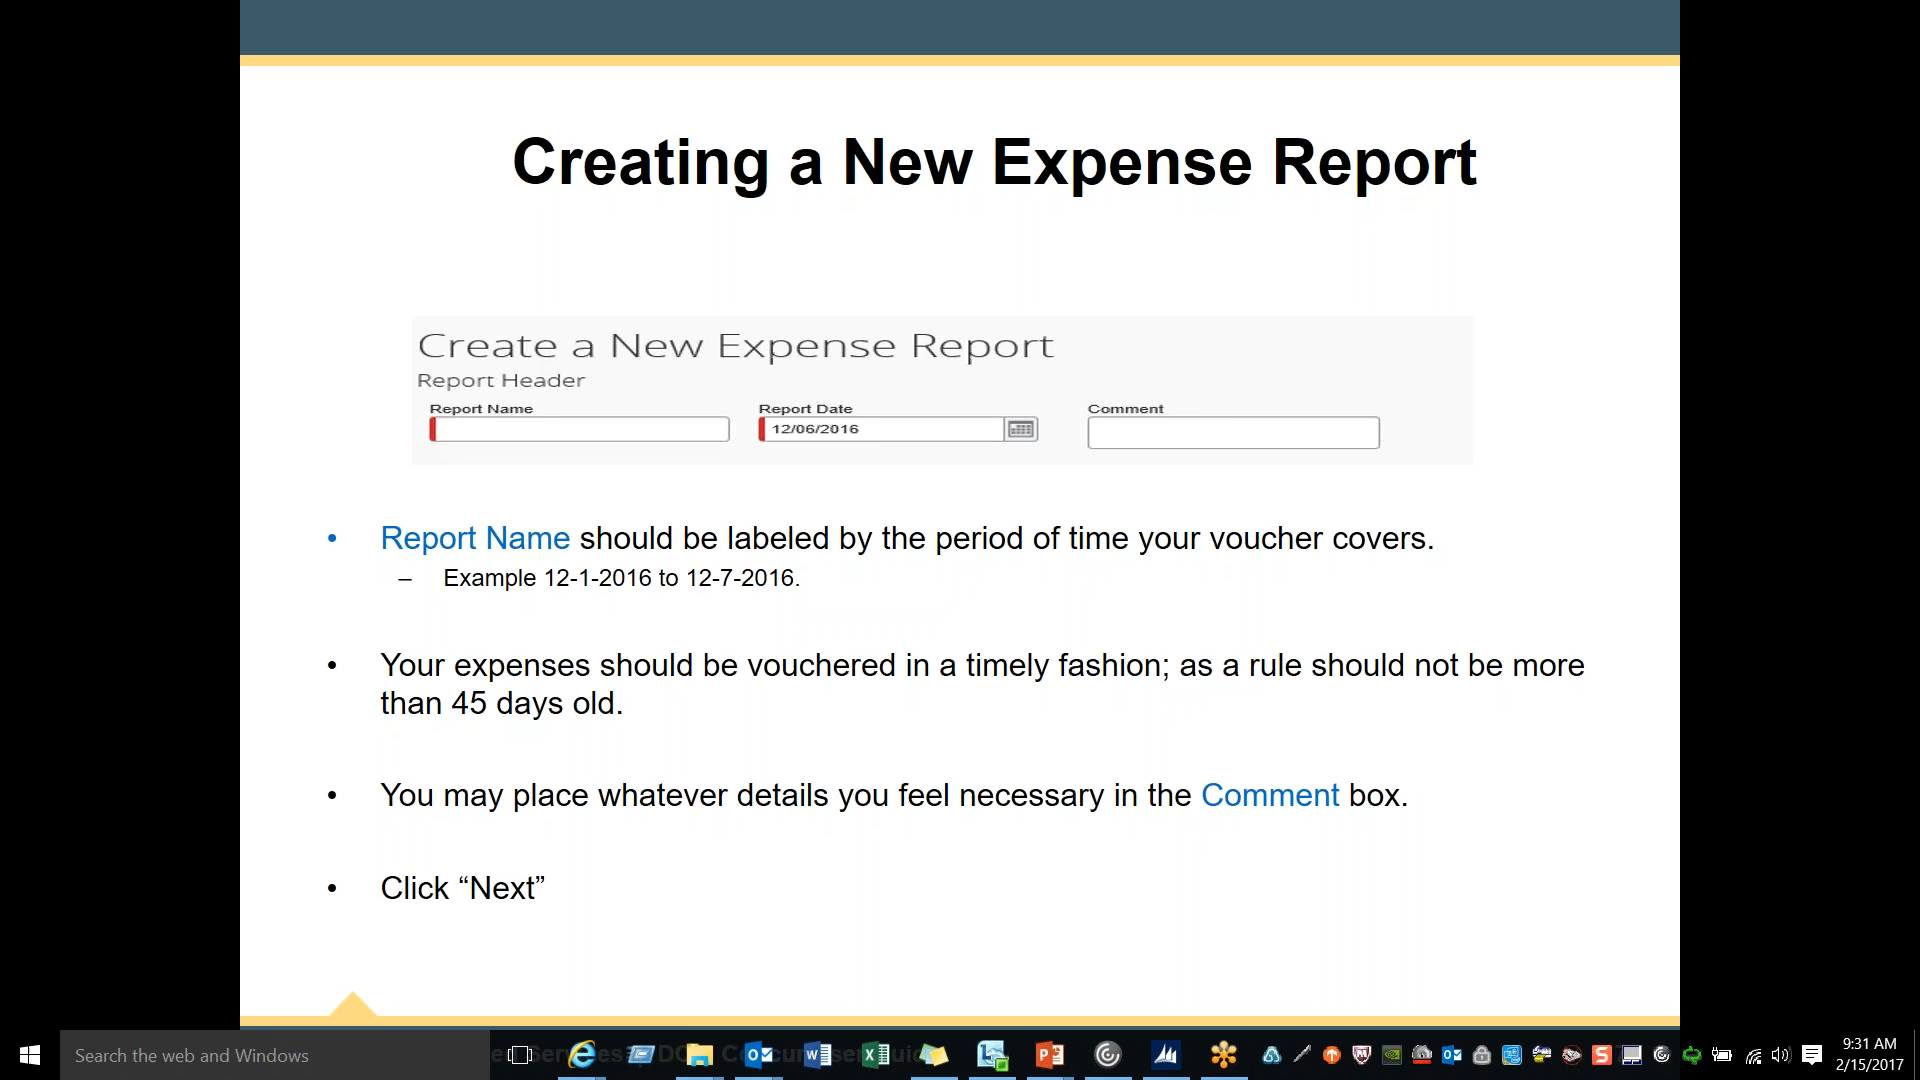 Creating a New Expense Report
Create a New Expense Report
Report Header
Report Name
Report Date
Comment
12/06/2016
• Report Name should be labeled by the period of time your voucher covers.
– Example 12-1-2016 to 12-7-2016.
• Your expenses should be vouchered in a timely fashion; as a rule should not be more
than 45 days old.
• You may place whatever details you feel necessary in the Comment box.
• Click “Next”
Search the web and Windows
9:31 AM
2/15/2017